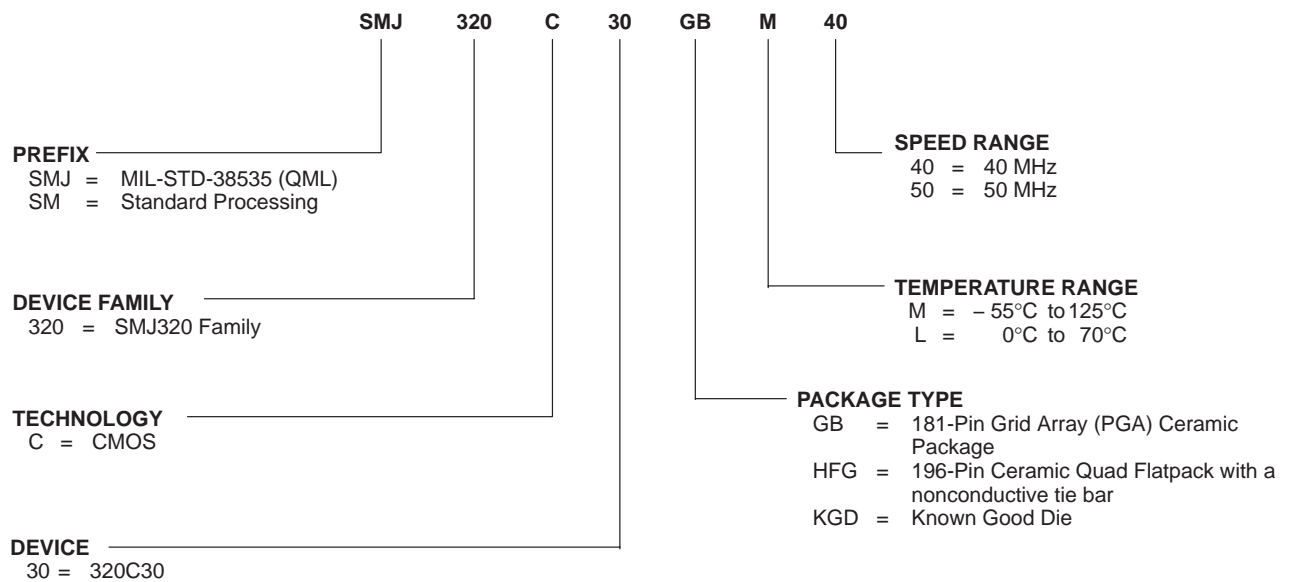 SMJ 320 C 30 GB M 40
PREFIX
SMJ = MIL-STD-38535 (QML)
SM = Standard Processing
DEVICE FAMILY
320 = SMJ320 Family
TECHNOLOGY
C = CMOS
DEVICE
30 = 320C30
SPEED RANGE
40 = 40 MHz
50 = 50 MHz
TEMPERATURE RANGE
M = – 55°C to 125°C
L = 0°C to 70°C
PACKAGE TYPE
GB = 181-Pin Grid Array (PGA) Ceramic
Package
HFG = 196-Pin Ceramic Quad Flatpack with a
nonconductive tie bar
KGD = Known Good Die